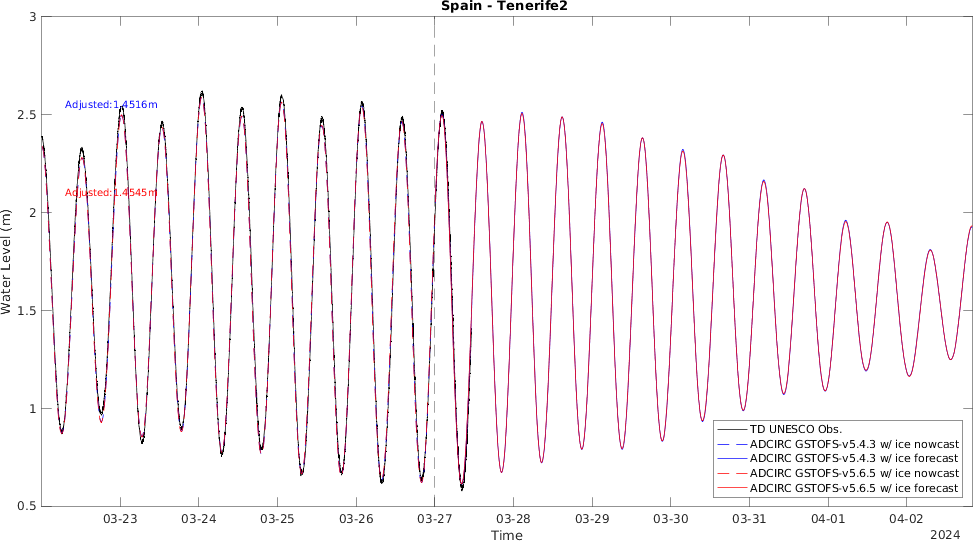 Spain - Tenerife2
3
2.5
2
1.5
1
0.5
Water Level (m)
Adjusted:1.4516m
Adjusted:1.4545m
TD UNESCO Obs.
ADCIRC GSTOFS-v5.4.3 w/ ice nowcast
ADCIRC GSTOFS-v5.4.3 w/ ice forecast
ADCIRC GSTOFS-v5.6.5 w/ ice nowcast
ADCIRC GSTOFS-v5.6.5 w/ ice forecast
03-23 03-24 03-25 03-26 03-27 03-28 03-29 03-30 03-31 04-01 04-02
Time
2024